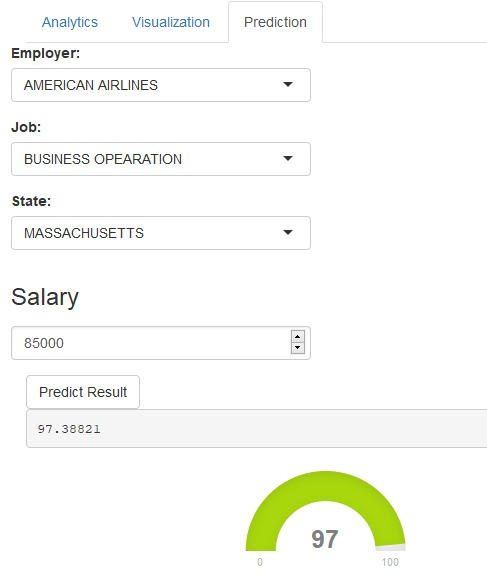 Analytics Visualization Prediction
Employer:
AMERICAN AIRLINES
Job:
BUSINESS OPEARATION
State:
MASSACHUSETTS
Salary
85000
Predict Result
97.38821
97
0 100